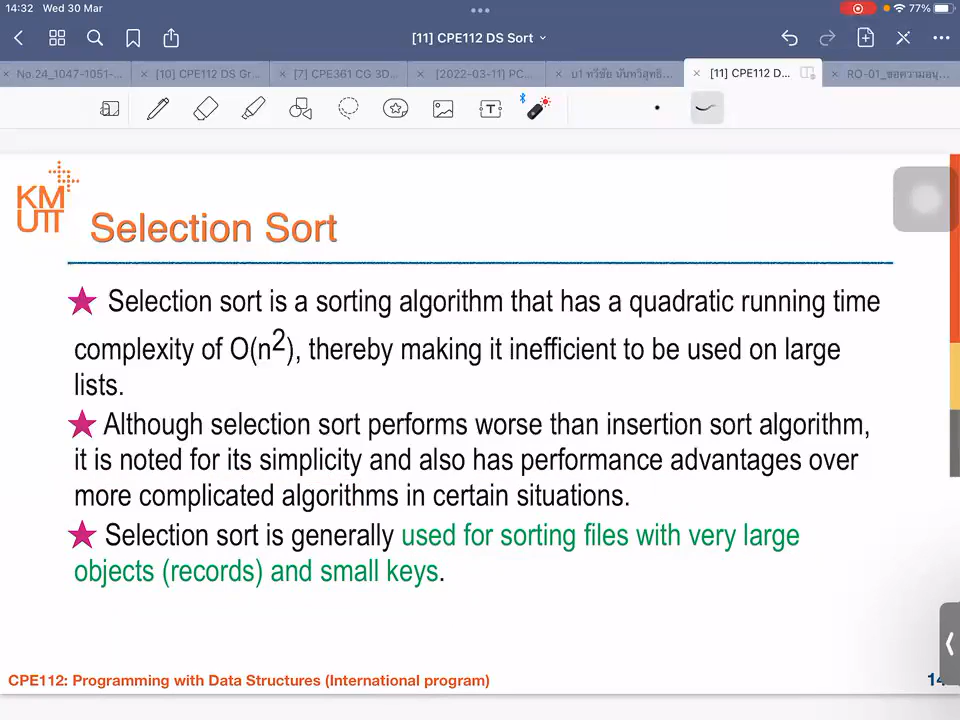 14:32 Wed 30 Mar
77%
[11] CPE112 DS Sort
No.24_1047-1051-...
[10] CPE112 DS Gr...
[7] CPE361 CG 3D...
[2022-03-11] PC...
[11] CPE112 D...
T
KM
UTT
Selection Sort
★ Selection sort is a sorting algorithm that has a quadratic running time
complexity of O(n2), thereby making it inefficient to be used on large
lists.
★ Although selection sort performs worse than insertion sort algorithm,
it is noted for its simplicity and also has performance advantages over
more complicated algorithms in certain situations.
★ Selection sort is generally used for sorting files with very large
objects (records) and small keys.
CPE112: Programming with Data Structures (International program)